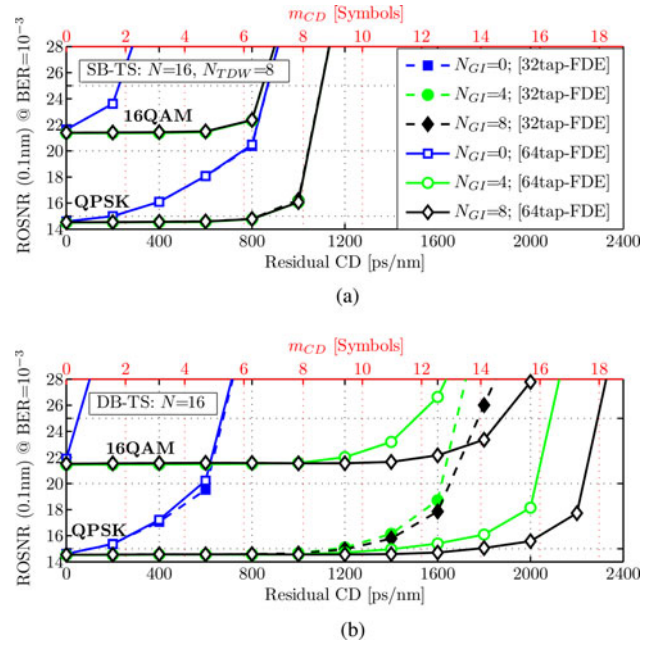 (a)
m_CD [Symbols]
0 2 4 6 8 10 12 14 16 18
ROSNR (0.1nm) @ BER=10^-3
28
26
24
22
20
18
16
14
SB-TS: N=16, N_TDW=8
16QAM
QPSK
N_GI=0; [32tap-FDE]
N_GI=4; [32tap-FDE]
N_GI=8; [32tap-FDE]
N_GI=0; [64tap-FDE]
N_GI=4; [64tap-FDE]
N_GI=8; [64tap-FDE]
0 400 800 1200 1600 2000 2400
Residual CD [ps/nm]
(a)
m_CD [Symbols]
0 2 4 6 8 10 12 14 16 18
ROSNR (0.1nm) @ BER=10^-3
28
26
24
22
20
18
16
14
DB-TS: N=16
16QAM
QPSK
0 400 800 1200 1600 2000 2400
Residual CD [ps/nm]
(b)